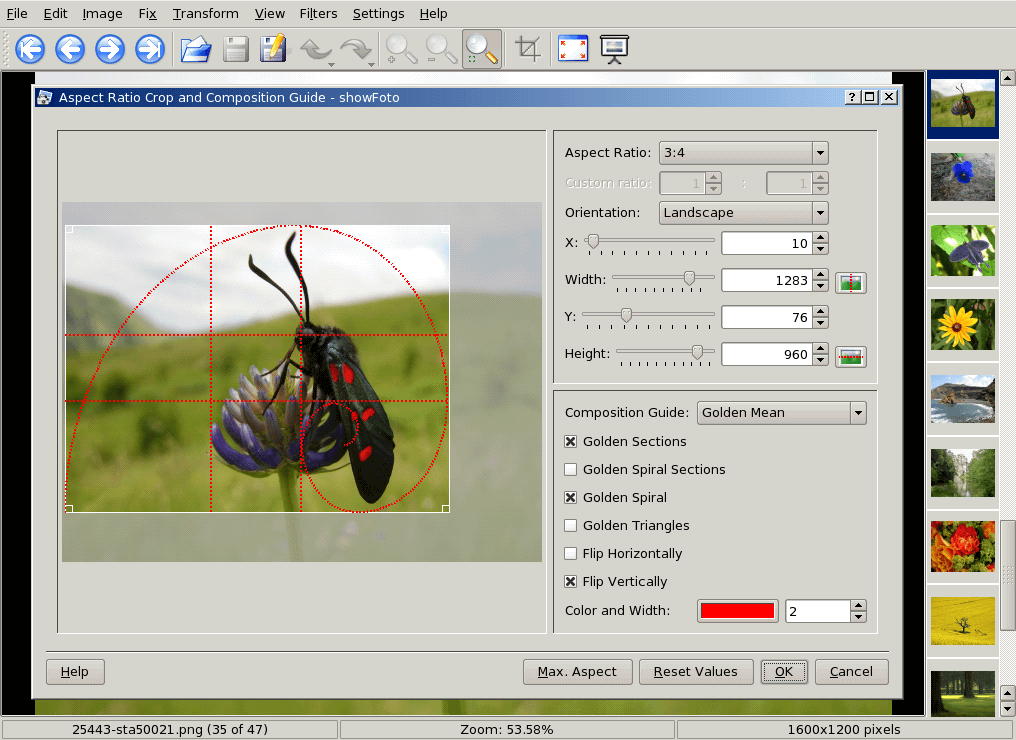 File Edit Image Fix Transform View Filters Settings Help
Aspect Ratio Crop and Composition Guide - showFoto
Aspect Ratio: 3:4
Custom ratio: 1 : 1
Orientation: Landscape
X: 10
Width: 1283
Y: 76
Height: 960
Composition Guide: Golden Mean
Golden Sections
Golden Spiral Sections
Golden Spiral
Golden Triangles
Flip Horizontally
Flip Vertically
Color and Width: 2
Help Max. Aspect Reset Values OK Cancel
25443-sta50021.png (35 of 47) Zoom: 53.58% 1600x1200 pixels